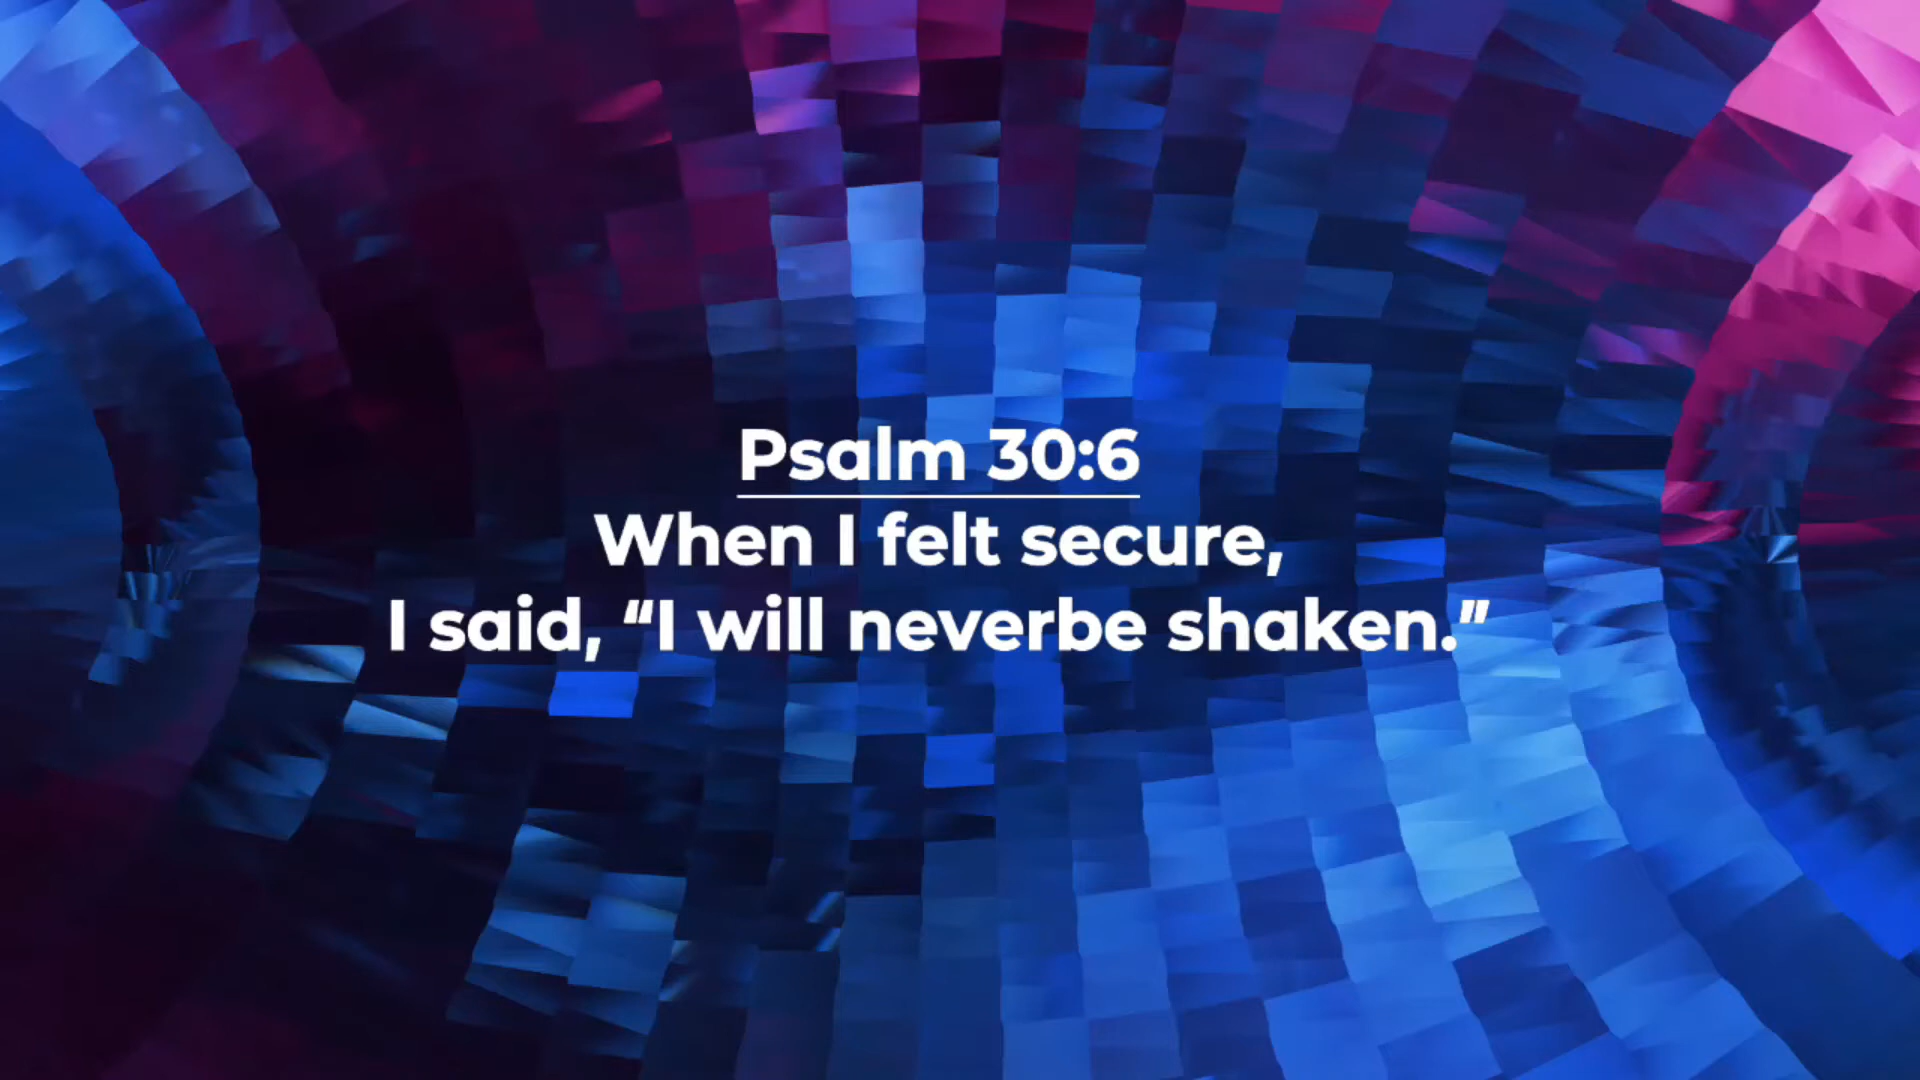 Psalm 30:6
When I felt secure,
I said, “I will neverbe shaken.”